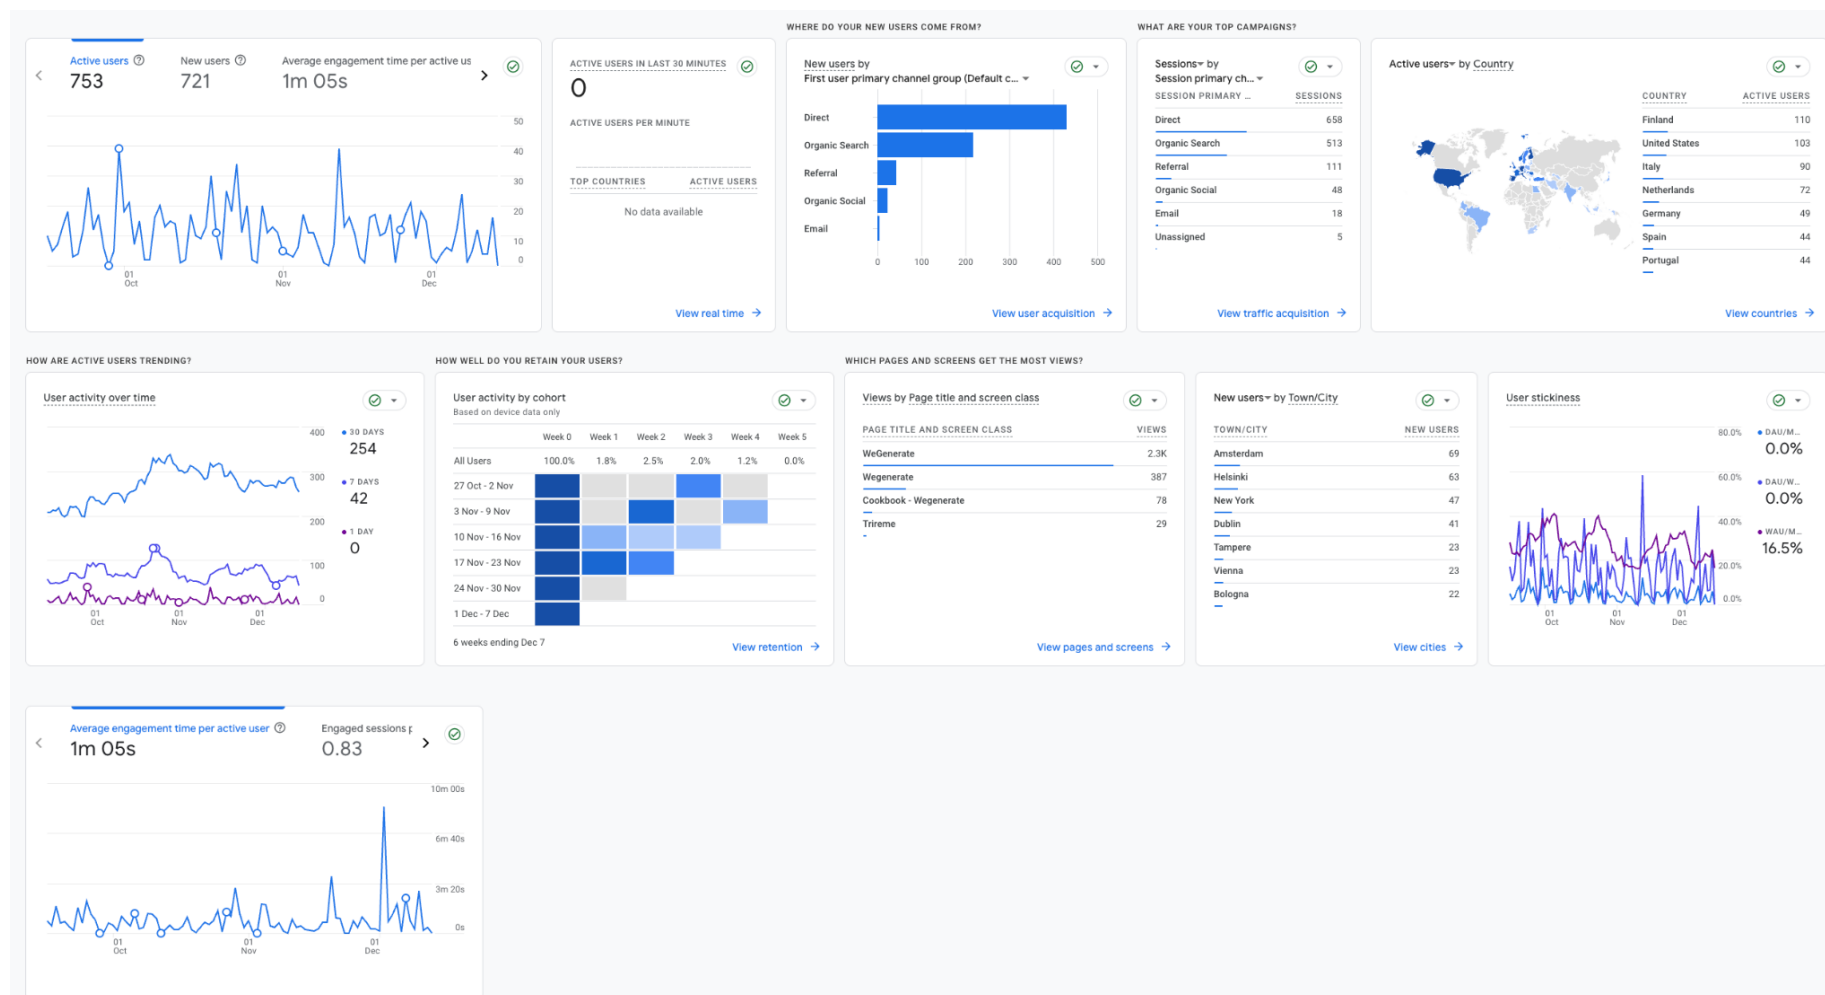 WHERE DO YOUR NEW USERS COME FROM?
WHAT ARE YOUR TOP CAMPAIGNS?
Active users
753
New users
721
Average engagement time per active us
1m 05s
50
40
30
20
10
0
01 Oct
01 Nov
01 Dec
ACTIVE USERS IN LAST 30 MINUTES
0
ACTIVE USERS PER MINUTE
TOP COUNTRIES ACTIVE USERS
No data available
View real time
New users by
First user primary channel group (Default c...
Direct
Organic Search
Referral
Organic Social
Email
0 100 200 300 400 500
View user acquisition
Sessions by
Session primary ch...
SESSION PRIMARY ... SESSIONS
Direct 658
Organic Search 513
Referral 111
Organic Social 48
Email 18
Unassigned 5
View traffic acquisition
Active users by Country
COUNTRY ACTIVE USERS
Finland 110
United States 103
Italy 90
Netherlands 72
Germany 49
Spain 44
Portugal 44
View countries
HOW ARE ACTIVE USERS TRENDING?
HOW WELL DO YOU RETAIN YOUR USERS?
WHICH PAGES AND SCREENS GET THE MOST VIEWS?
User activity over time
400
300
200
100
0
01 Oct
01 Nov
01 Dec
30 DAYS
254
7 DAYS
42
1 DAY
0
User activity by cohort
Based on device data only
Week 0 Week 1 Week 2 Week 3 Week 4 Week 5
All Users 100.0% 1.8% 2.5% 2.0% 1.2% 0.0%
27 Oct - 2 Nov
3 Nov - 9 Nov
10 Nov - 16 Nov
17 Nov - 23 Nov
24 Nov - 30 Nov
1 Dec - 7 Dec
6 weeks ending Dec 7
View retention
Views by Page title and screen class
PAGE TITLE AND SCREEN CLASS VIEWS
WeGenerate 2.3K
Wegenerate 387
Cookbook - Wegenerate 78
Trireme 29
View pages and screens
New users by Town/City
TOWN/CITY NEW USERS
Amsterdam 69
Helsinki 63
New York 47
Dublin 41
Tampere 23
Vienna 23
Bologna 22
View cities
User stickiness
80.0%
60.0%
40.0%
20.0%
0.0%
01 Oct
01 Nov
01 Dec
DAU/M...
0.0%
DAU/W...
0.0%
WAU/M...
16.5%
Average engagement time per active user
1m 05s
Engaged sessions p
0.83
10m 00s
6m 40s
3m 20s
0s
01 Oct
01 Nov
01 Dec